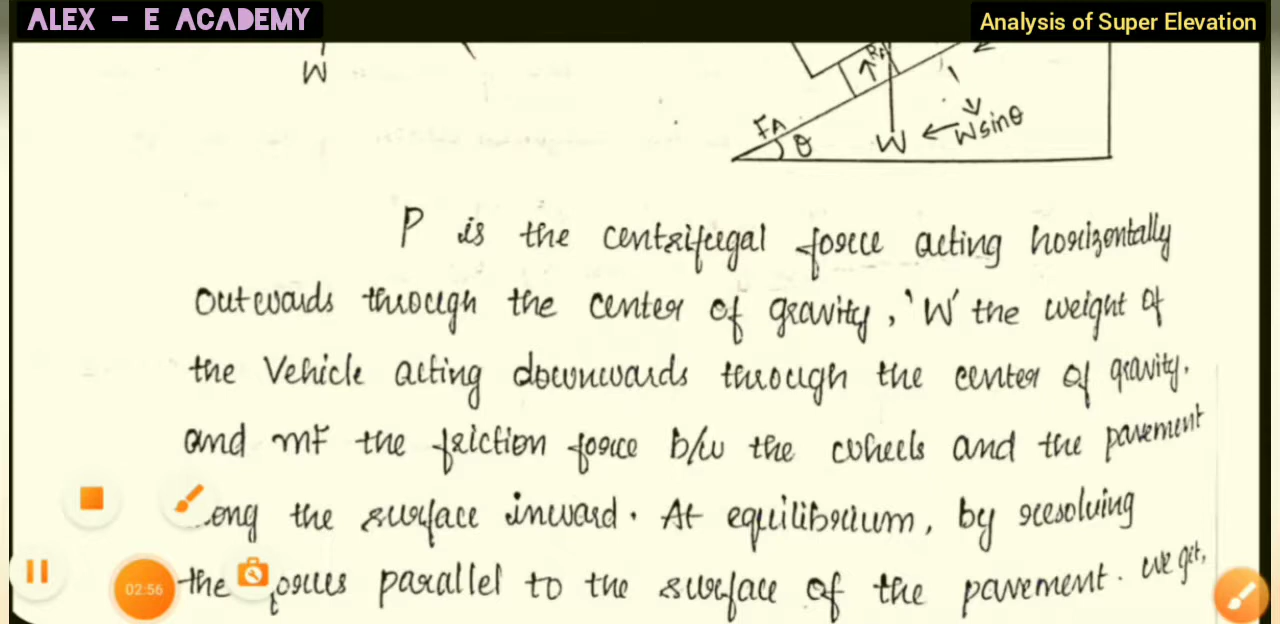 ALEX - E ACADEMY
Analysis of Super Elevation
W
RA
FA
θ
W
W sinθ
P is the centrifugal force acting horizontally
outwards through the center of gravity, 'W' the weight of
the Vehicle acting downwards through the center of gravity.
and mF the friction force b/w the wheels and the pavement
ong the surface inward. At equilibrium, by resolving
the forces parallel to the surface of the pavement. we get,
02:56